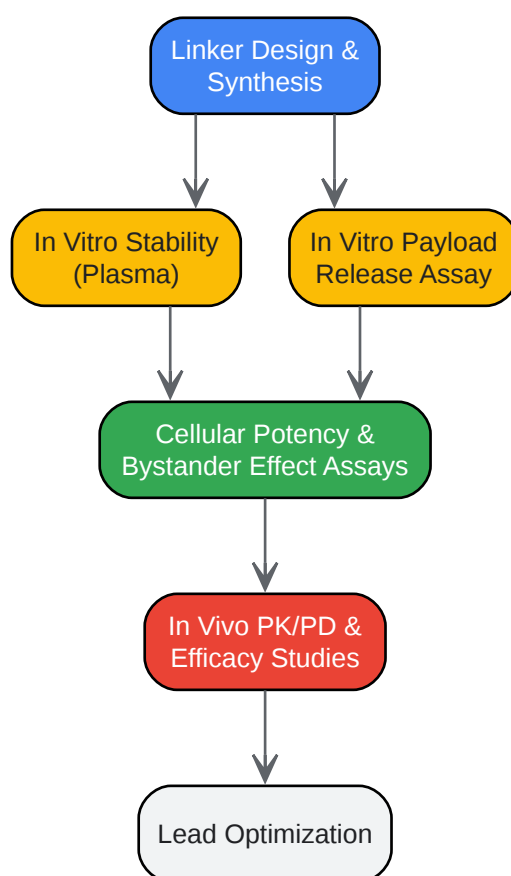 Linker Design &
Synthesis
In Vitro Stability
(Plasma)
In Vitro Payload
Release Assay
Cellular Potency &
Bystander Effect Assays
In Vivo PK/PD &
Efficacy Studies
Lead Optimization